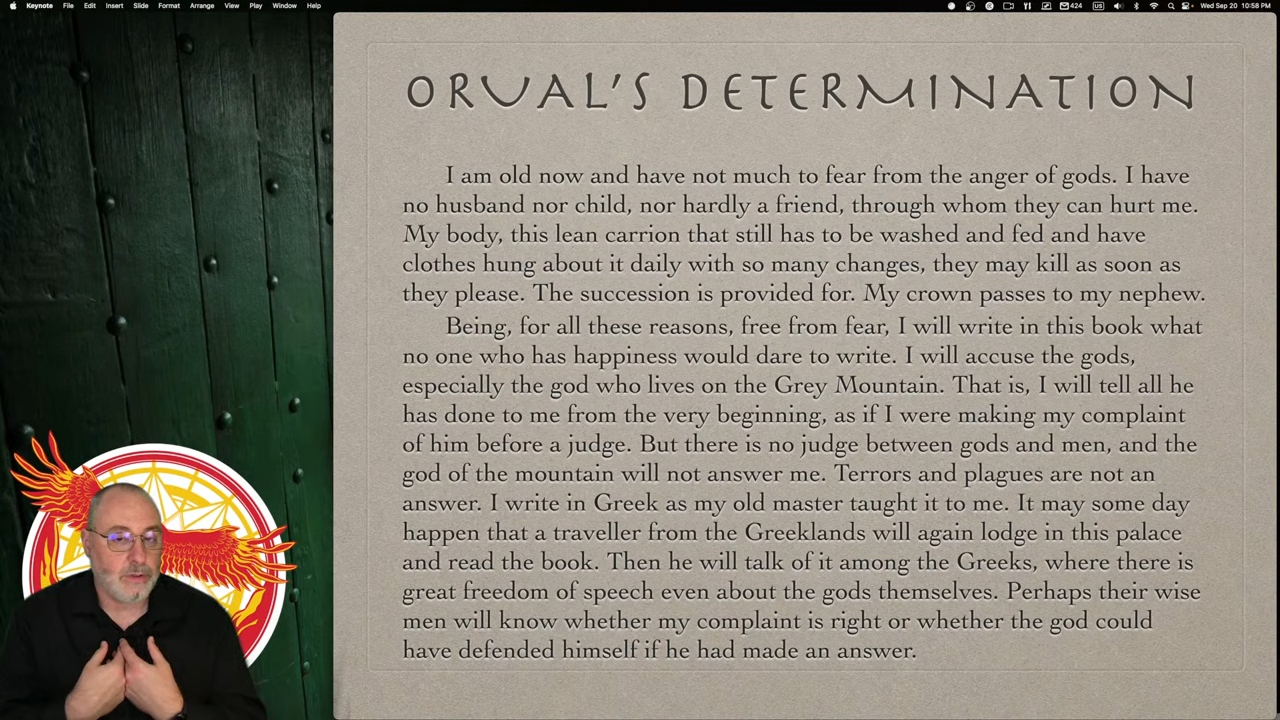 Keynote File Edit Insert Slide Format Arrange View Play Window Help 424 US Wed Sep 20 10:58 PM
ORUAL'S DETERMINATION
I am old now and have not much to fear from the anger of gods. I have
no husband nor child, nor hardly a friend, through whom they can hurt me.
My body, this lean carrion that still has to be washed and fed and have
clothes hung about it daily with so many changes, they may kill as soon as
they please. The succession is provided for. My crown passes to my nephew.
Being, for all these reasons, free from fear, I will write in this book what
no one who has happiness would dare to write. I will accuse the gods,
especially the god who lives on the Grey Mountain. That is, I will tell all he
has done to me from the very beginning, as if I were making my complaint
of him before a judge. But there is no judge between gods and men, and the
god of the mountain will not answer me. Terrors and plagues are not an
answer. I write in Greek as my old master taught it to me. It may some day
happen that a traveller from the Greeklands will again lodge in this palace
and read the book. Then he will talk of it among the Greeks, where there is
great freedom of speech even about the gods themselves. Perhaps their wise
men will know whether my complaint is right or whether the god could
have defended himself if he had made an answer.